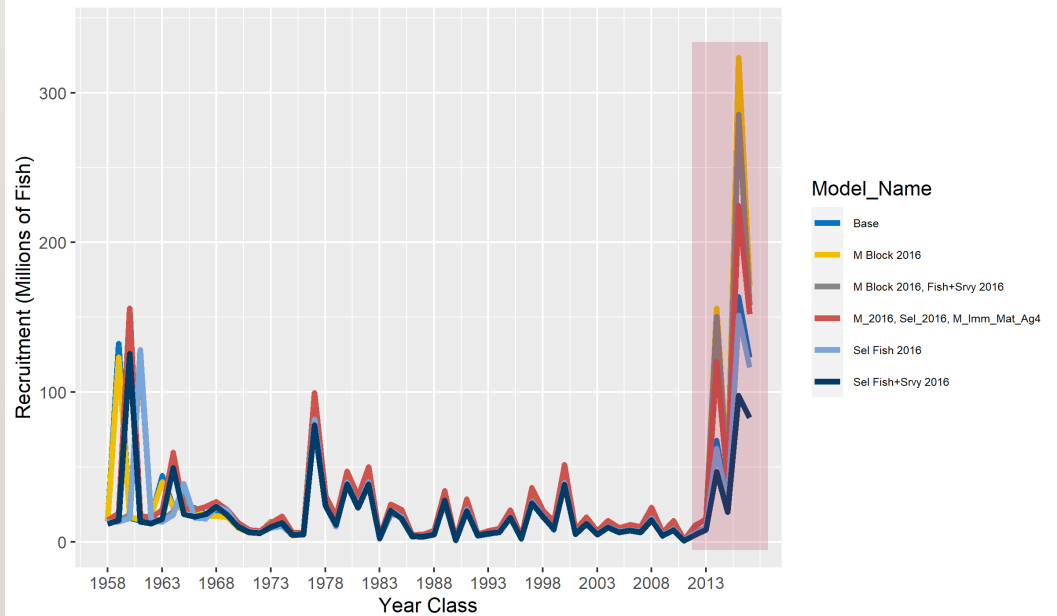 Recruitment (Millions of Fish)
300
200
100
0
1958 1963 1968 1973 1978 1983 1988 1993 1998 2003 2008 2013
Year Class
Model_Name
Base
M Block 2016
M Block 2016, Fish+Srvy 2016
M_2016, Sel_2016, M_Imm_Mat_Ag4
Sel Fish 2016
Sel Fish+Srvy 2016